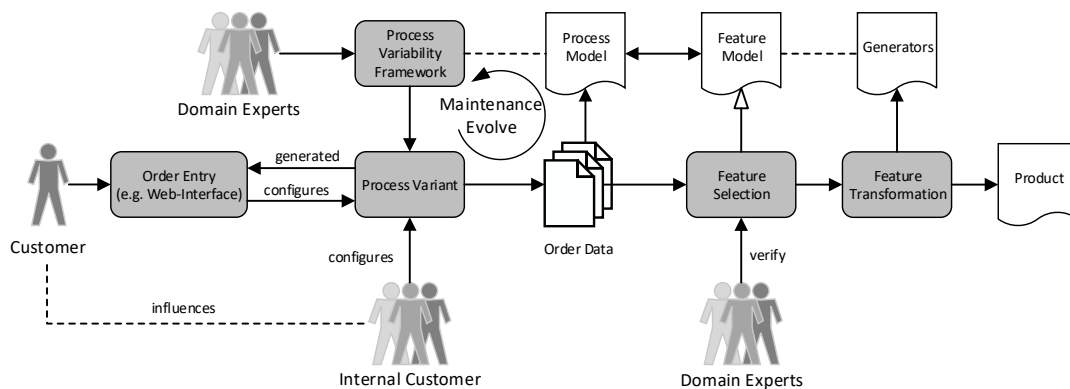 Process
Variability
Framework
Process
Model
Feature
Model
Generators
Domain Experts
Maintenance
Evolve
Order Entry
(e.g. Web-Interface)
generated
configures
Process Variant
Order Data
Feature
Selection
Feature
Transformation
Product
Customer
configures
verify
influences
Internal Customer
Domain Experts